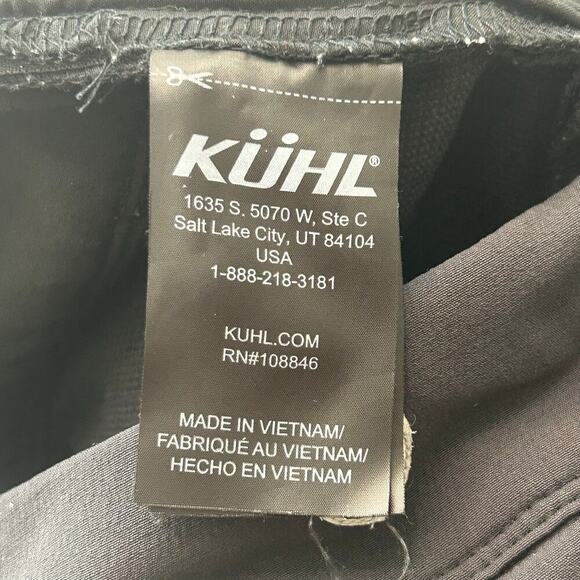 KÜHL®
1635 S. 5070 W, Ste C
Salt Lake City, UT 84104
USA
1-888-218-3181
KUHL.COM
RN#108846
MADE IN VIETNAM/
FABRIQUÉ AU VIETNAM/
HECHO EN VIETNAM